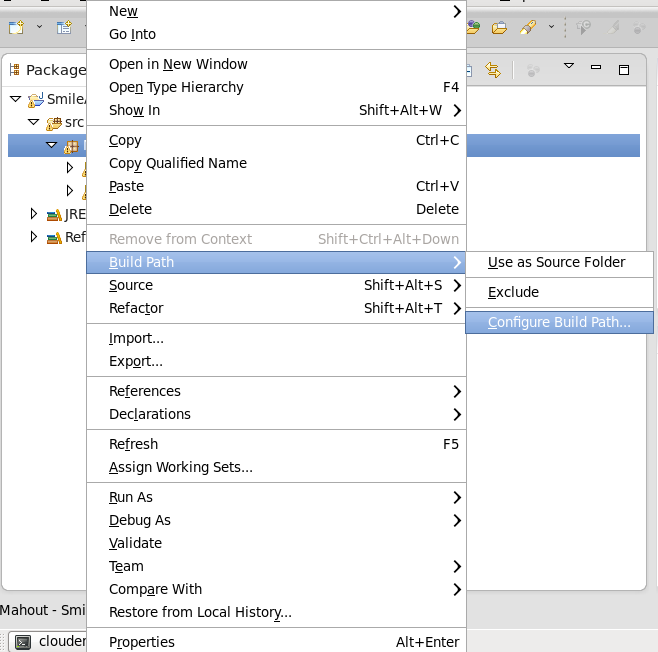 New
Go Into
Package
Open in New Window
Open Type Hierarchy F4
Show In Shift+Alt+W
Smile
src
Copy Ctrl+C
Copy Qualified Name
Paste Ctrl+V
Delete Delete
JRE
Ref
Remove from Context Shift+Ctrl+Alt+Down
Build Path
Source Shift+Alt+S
Refactor Shift+Alt+T
Use as Source Folder
Exclude
Configure Build Path...
Import...
Export...
References
Declarations
Refresh F5
Assign Working Sets...
Run As
Debug As
Validate
Team
Compare With
Restore from Local History...
Mahout - Smi
Properties Alt+Enter
clouder